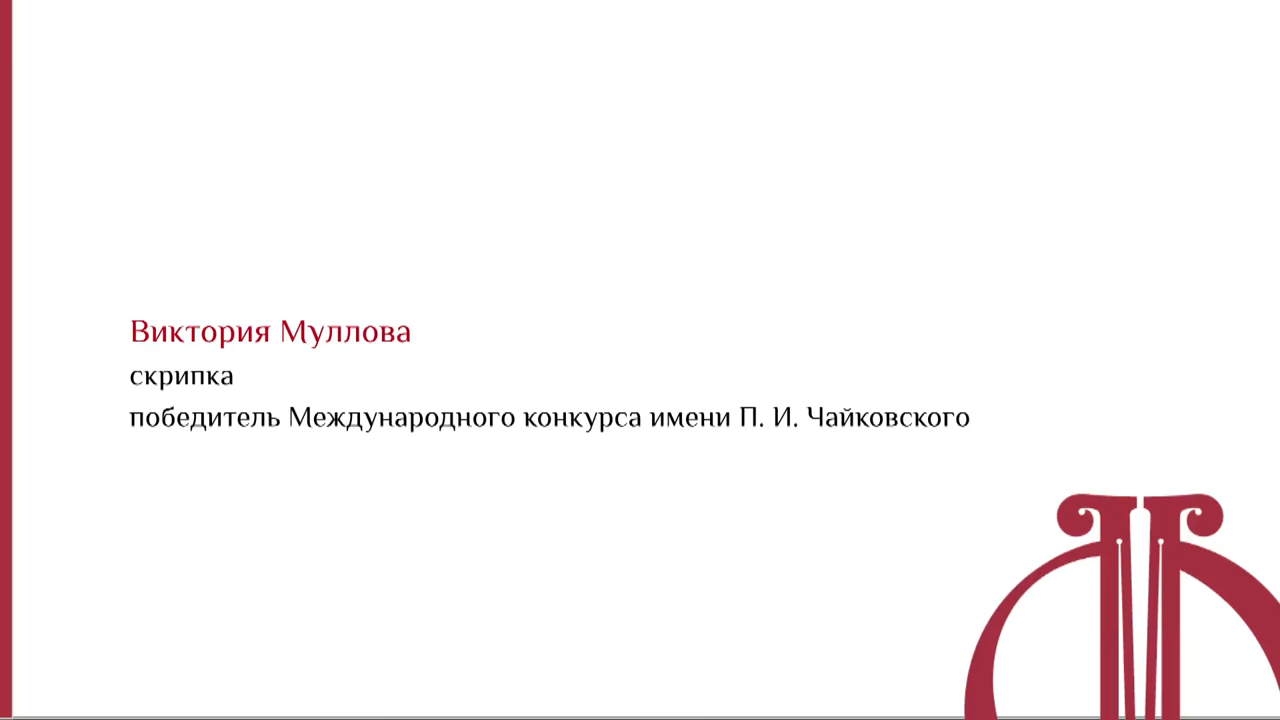 Виктория Муллова
скрипка
победитель Международного конкурса имени П. И. Чайковского